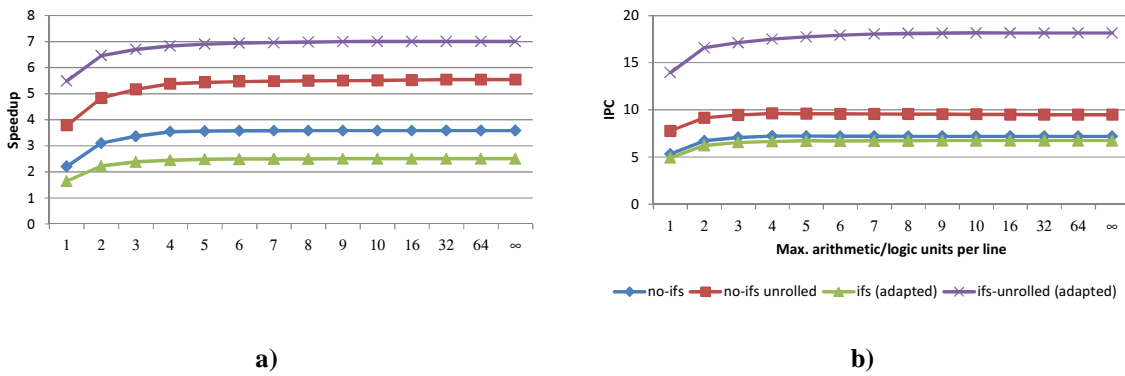 8
7
6
5
4
3
2
1
0
Speedup
1 2 3 4 5 6 7 8 9 10 16 32 64 ∞
a)
20
15
10
5
0
IPC
1 2 3 4 5 6 7 8 9 10 16 32 64 ∞
Max. arithmetic/logic units per line
no-ifs no-ifs unrolled ifs (adapted) ifs-unrolled (adapted)
b)